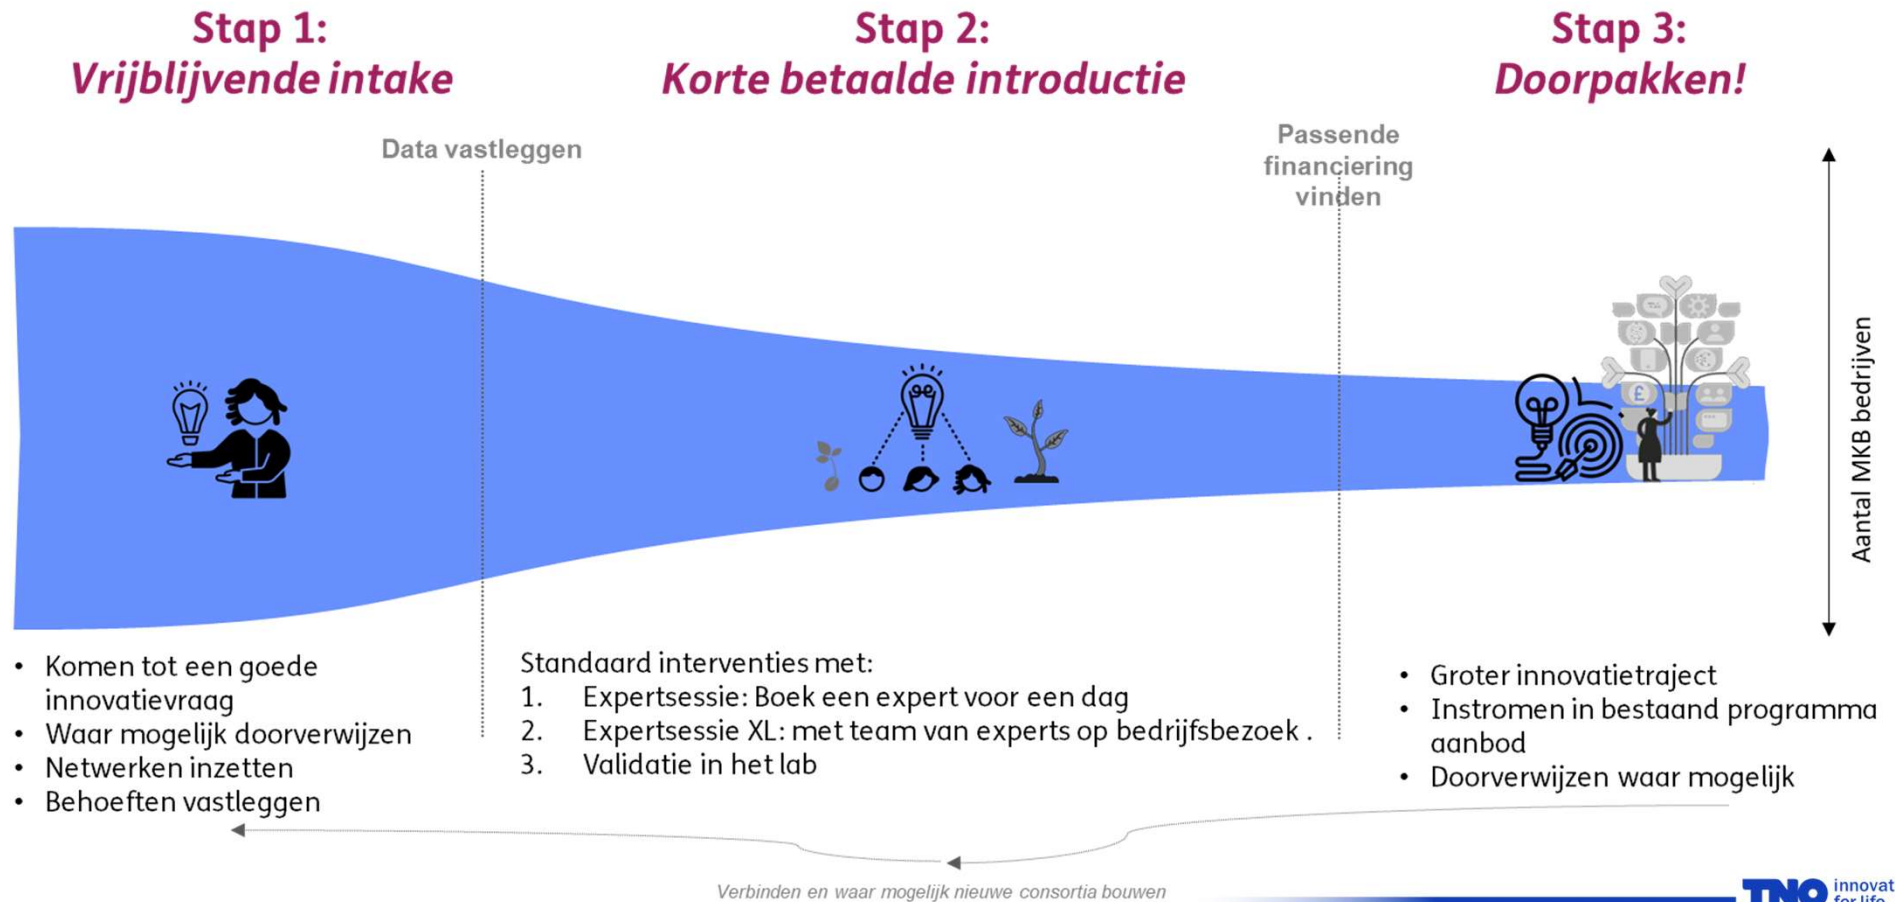 Stap 1:
Vrijblijvende intake
Stap 2:
Korte betaalde introductie
Stap 3:
Doorpakken!
Data vastleggen
Passende
financiering
vinden
Aantal MKB bedrijven
£
• Komen tot een goede
innovatievraag
• Waar mogelijk doorverwijzen
• Netwerken inzetten
• Behoeften vastleggen
Standaard interventies met:
1. Expertsessie: Boek een expert voor een dag
2. Expertsessie XL: met team van experts op bedrijfsbezoek .
3. Validatie in het lab
• Groter innovatietraject
• Instromen in bestaand programma
aanbod
• Doorverwijzen waar mogelijk
Verbinden en waar mogelijk nieuwe consortia bouwen
TNO
innovat
for life